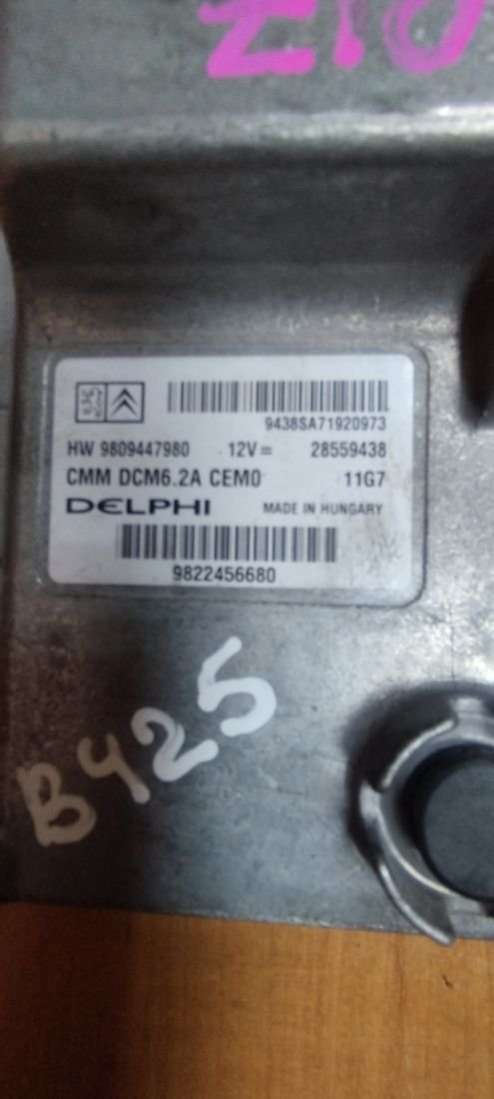 Z10
9438SA71920973
HW 9809447980 12V= 28559438
CMM DCM6.2A CEM0 11G7
DELPHI MADE IN HUNGARY
9822456680
B425